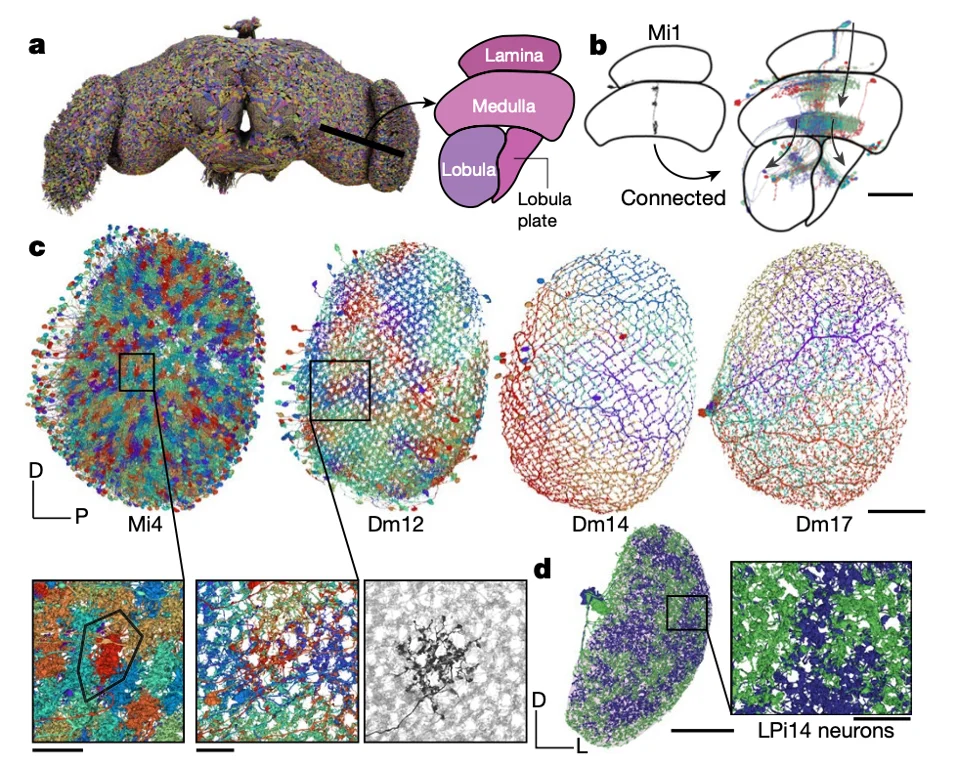 a
Lamina
Medulla
Lobula
Lobula
plate
b
Mi1
Connected
c
D
P
Mi4
Dm12
Dm14
Dm17
d
D
L
LPi14 neurons